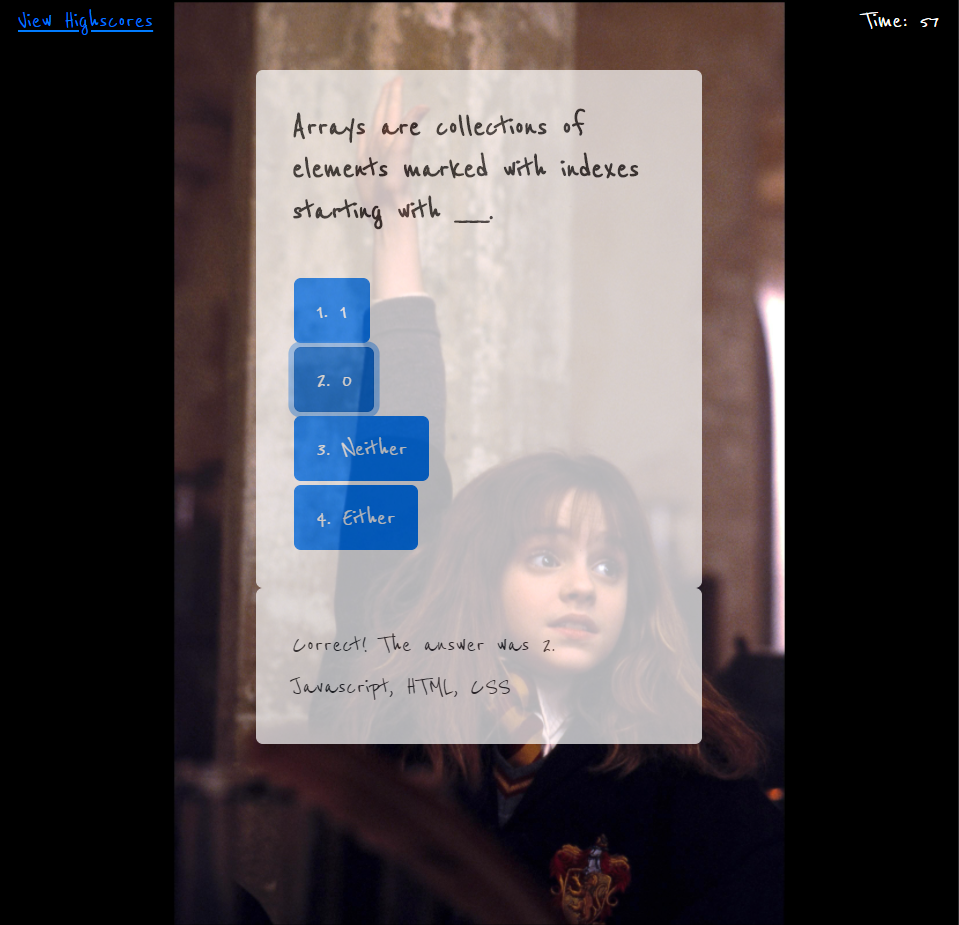 View Highscores
Time: 57
Arrays are collections of
elements marked with indexes
starting with ___.
1. 1
2. 0
3. Neither
4. Either
Correct! The answer was 2.
Javascript, HTML, CSS